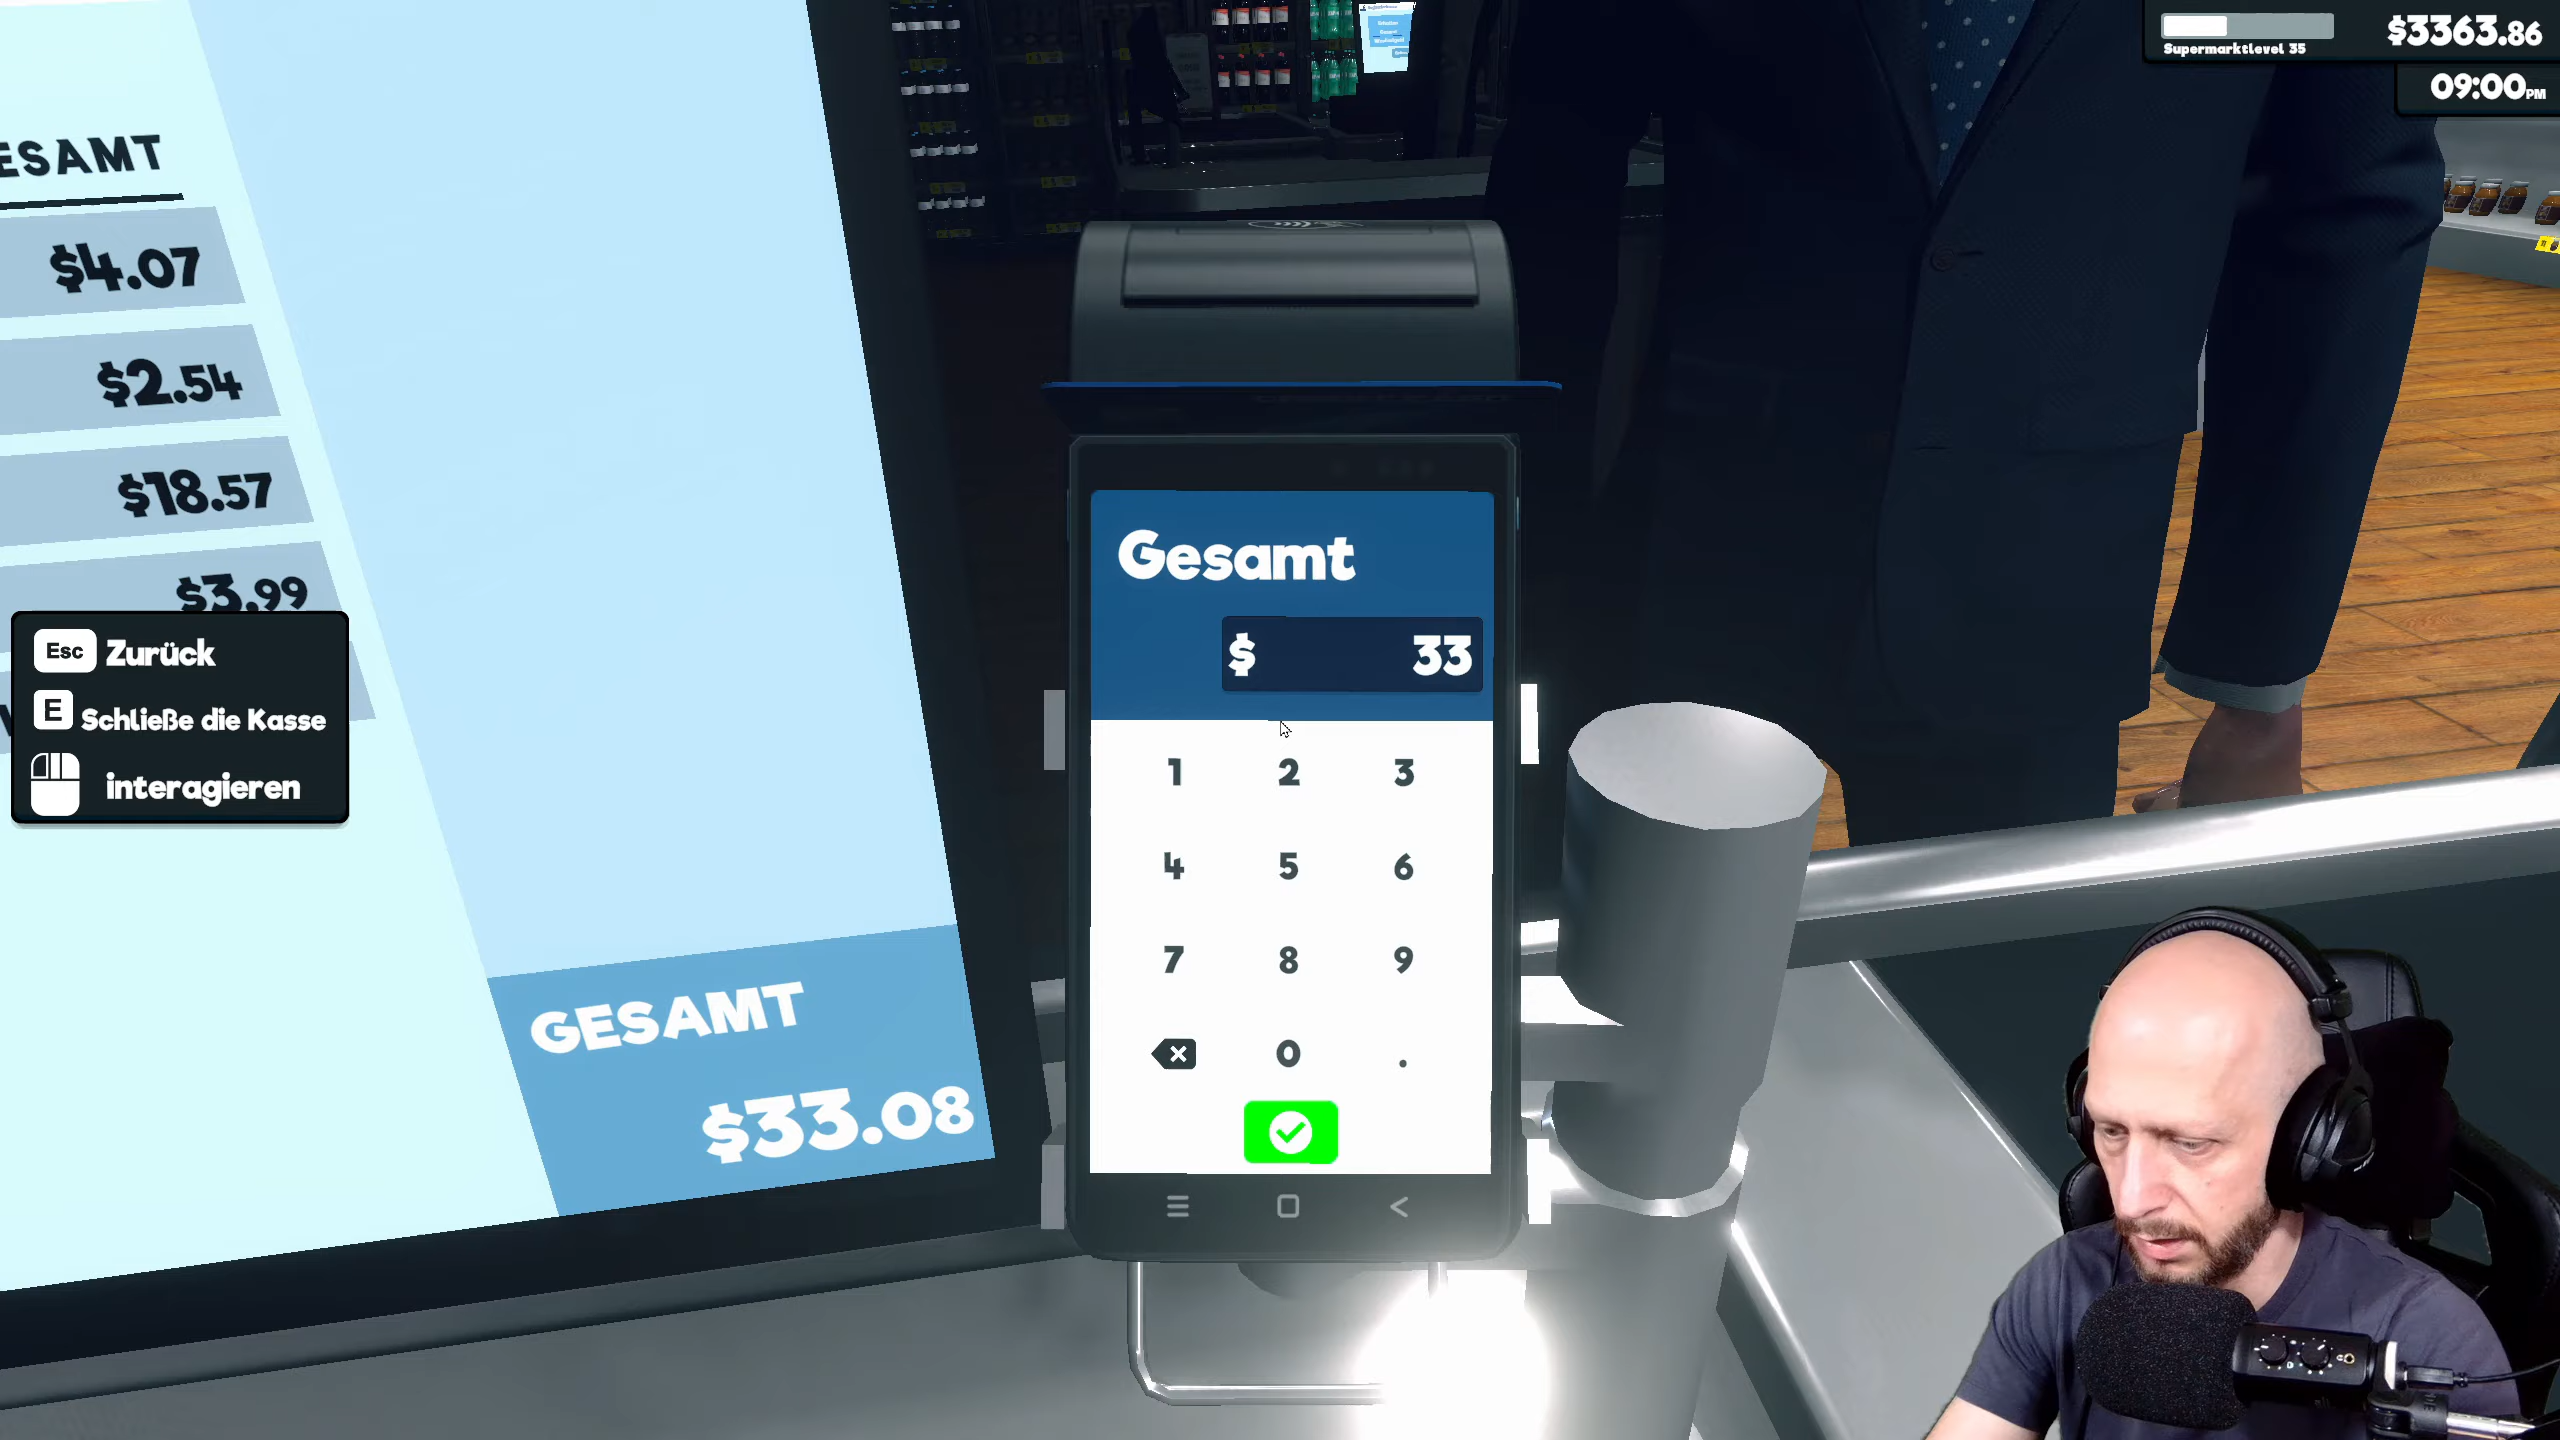 Supermarktlevel 35
$3363.86
09:00PM
ESAMT
$4.07
$2.54
$18.57
$3.99
Esc Zurück
E Schließe die Kasse
interagieren
GESAMT
$33.08
Gesamt
$ 33
1 2 3
4 5 6
7 8 9
0 .